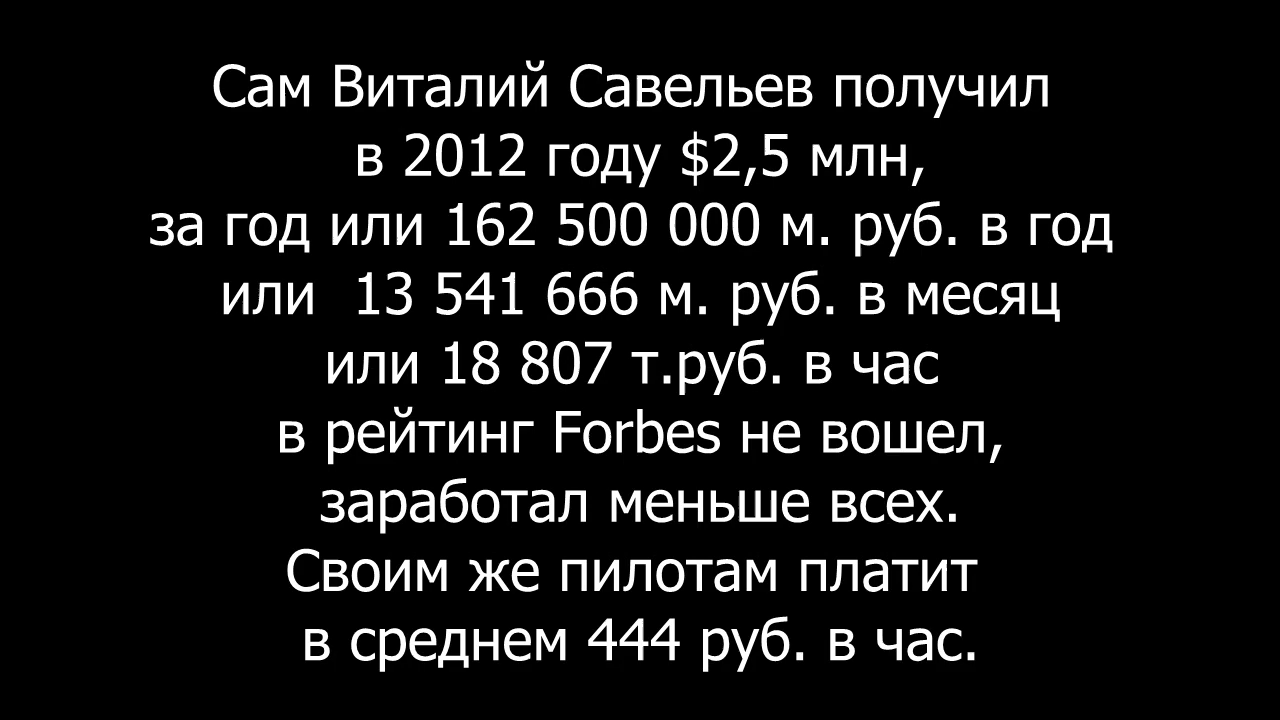 Сам Виталий Савельев получил
в 2012 году $2,5 млн,
за год или 162 500 000 м. руб. в год
или 13 541 666 м. руб. в месяц
или 18 807 т.руб. в час
в рейтинг Forbes не вошел,
заработал меньше всех.
Своим же пилотам платит
в среднем 444 руб. в час.